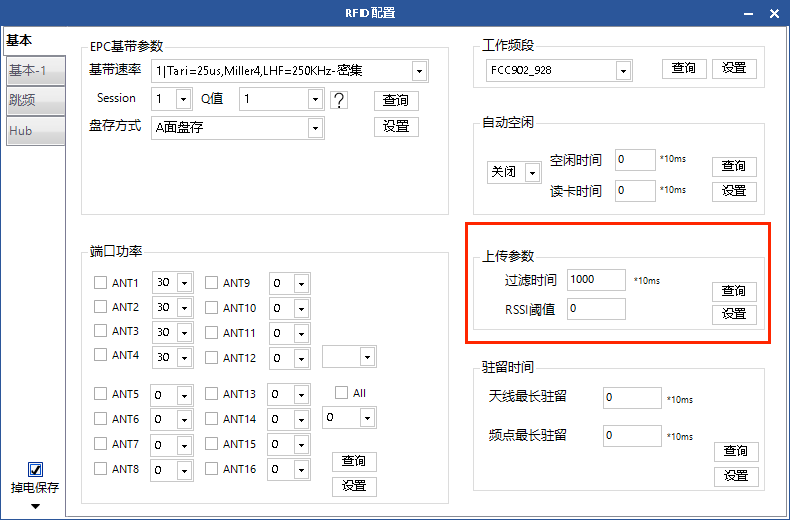 RFID 配置
基本
基本-1
跳频
Hub
掉电保存
EPC基带参数
基带速率 1|Tari=25us,Miller4,LHF=250KHz-密集
Session 1 Q值 1 ? 查询
盘存方式 A面盘存 设置
端口功率
ANT1 30 ANT9 0
ANT2 30 ANT10 0
ANT3 30 ANT11 0
ANT4 30 ANT12 0
ANT5 0 ANT13 0 All
ANT6 0 ANT14 0 0
ANT7 0 ANT15 0
ANT8 0 ANT16 0
查询
设置
工作频段
FCC902_928 查询 设置
自动空闲
关闭 空闲时间 0 *10ms 查询
读卡时间 0 *10ms 设置
上传参数
过滤时间 1000 *10ms 查询
RSSI阈值 0 设置
驻留时间
天线最长驻留 0 *10ms
频点最长驻留 0 *10ms
查询
设置